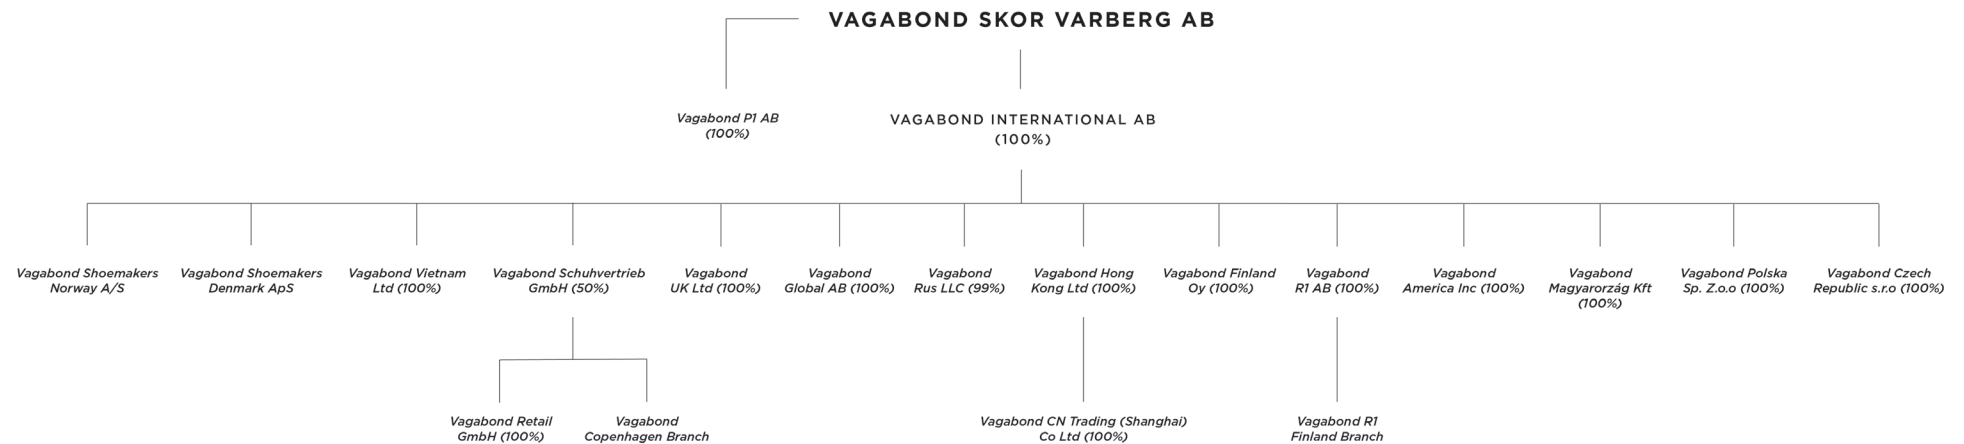 VAGABOND SKOR VARBERG AB
Vagabond P1 AB
(100%)
VAGABOND INTERNATIONAL AB
(100%)
Vagabond Shoemakers
Norway A/S
Vagabond Shoemakers
Denmark ApS
Vagabond Vietnam
Ltd (100%)
Vagabond Schuhvertrieb
GmbH (50%)
Vagabond
UK Ltd (100%)
Vagabond
Global AB (100%)
Vagabond
Rus LLC (99%)
Vagabond Hong
Kong Ltd (100%)
Vagabond Finland
Oy (100%)
Vagabond
R1 AB (100%)
Vagabond
America Inc (100%)
Vagabond
Magyarorzág Kft
(100%)
Vagabond Polska
Sp. Z.o.o (100%)
Vagabond Czech
Republic s.r.o (100%)
Vagabond Retail
GmbH (100%)
Vagabond
Copenhagen Branch
Vagabond CN Trading (Shanghai)
Co Ltd (100%)
Vagabond R1
Finland Branch